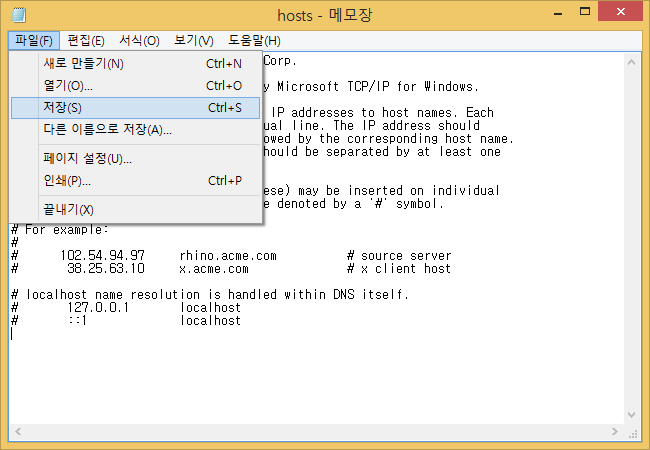 hosts - 메모장
파일(F) 편집(E) 서식(O) 보기(V) 도움말(H)
새로 만들기(N) Ctrl+N
열기(O)... Ctrl+O
저장(S) Ctrl+S
다른 이름으로 저장(A)...
페이지 설정(U)...
인쇄(P)... Ctrl+P
끝내기(X)
Corp.
Microsoft TCP/IP for Windows.
IP addresses to host names. Each
line. The IP address should
by the corresponding host name.
be separated by at least one
may be inserted on individual
denoted by a '#' symbol.
# For example:
#
# 102.54.94.97 rhino.acme.com # source server
# 38.25.63.10 x.acme.com # x client host
# localhost name resolution is handled within DNS itself.
# 127.0.0.1 localhost
# ::1 localhost